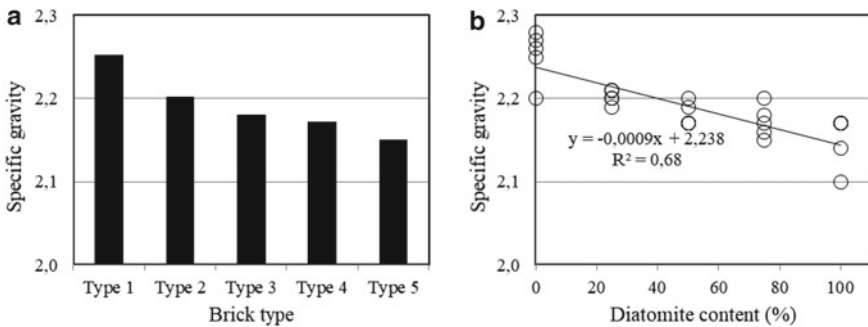 a
2,3
2,2
2,1
2,0
Specific gravity
Type 1 Type 2 Type 3 Type 4 Type 5
Brick type
b
2,3
2,2
2,1
2,0
Specific gravity
y = -0,0009x + 2,238
R² = 0,68
0 20 40 60 80 100
Diatomite content (%)